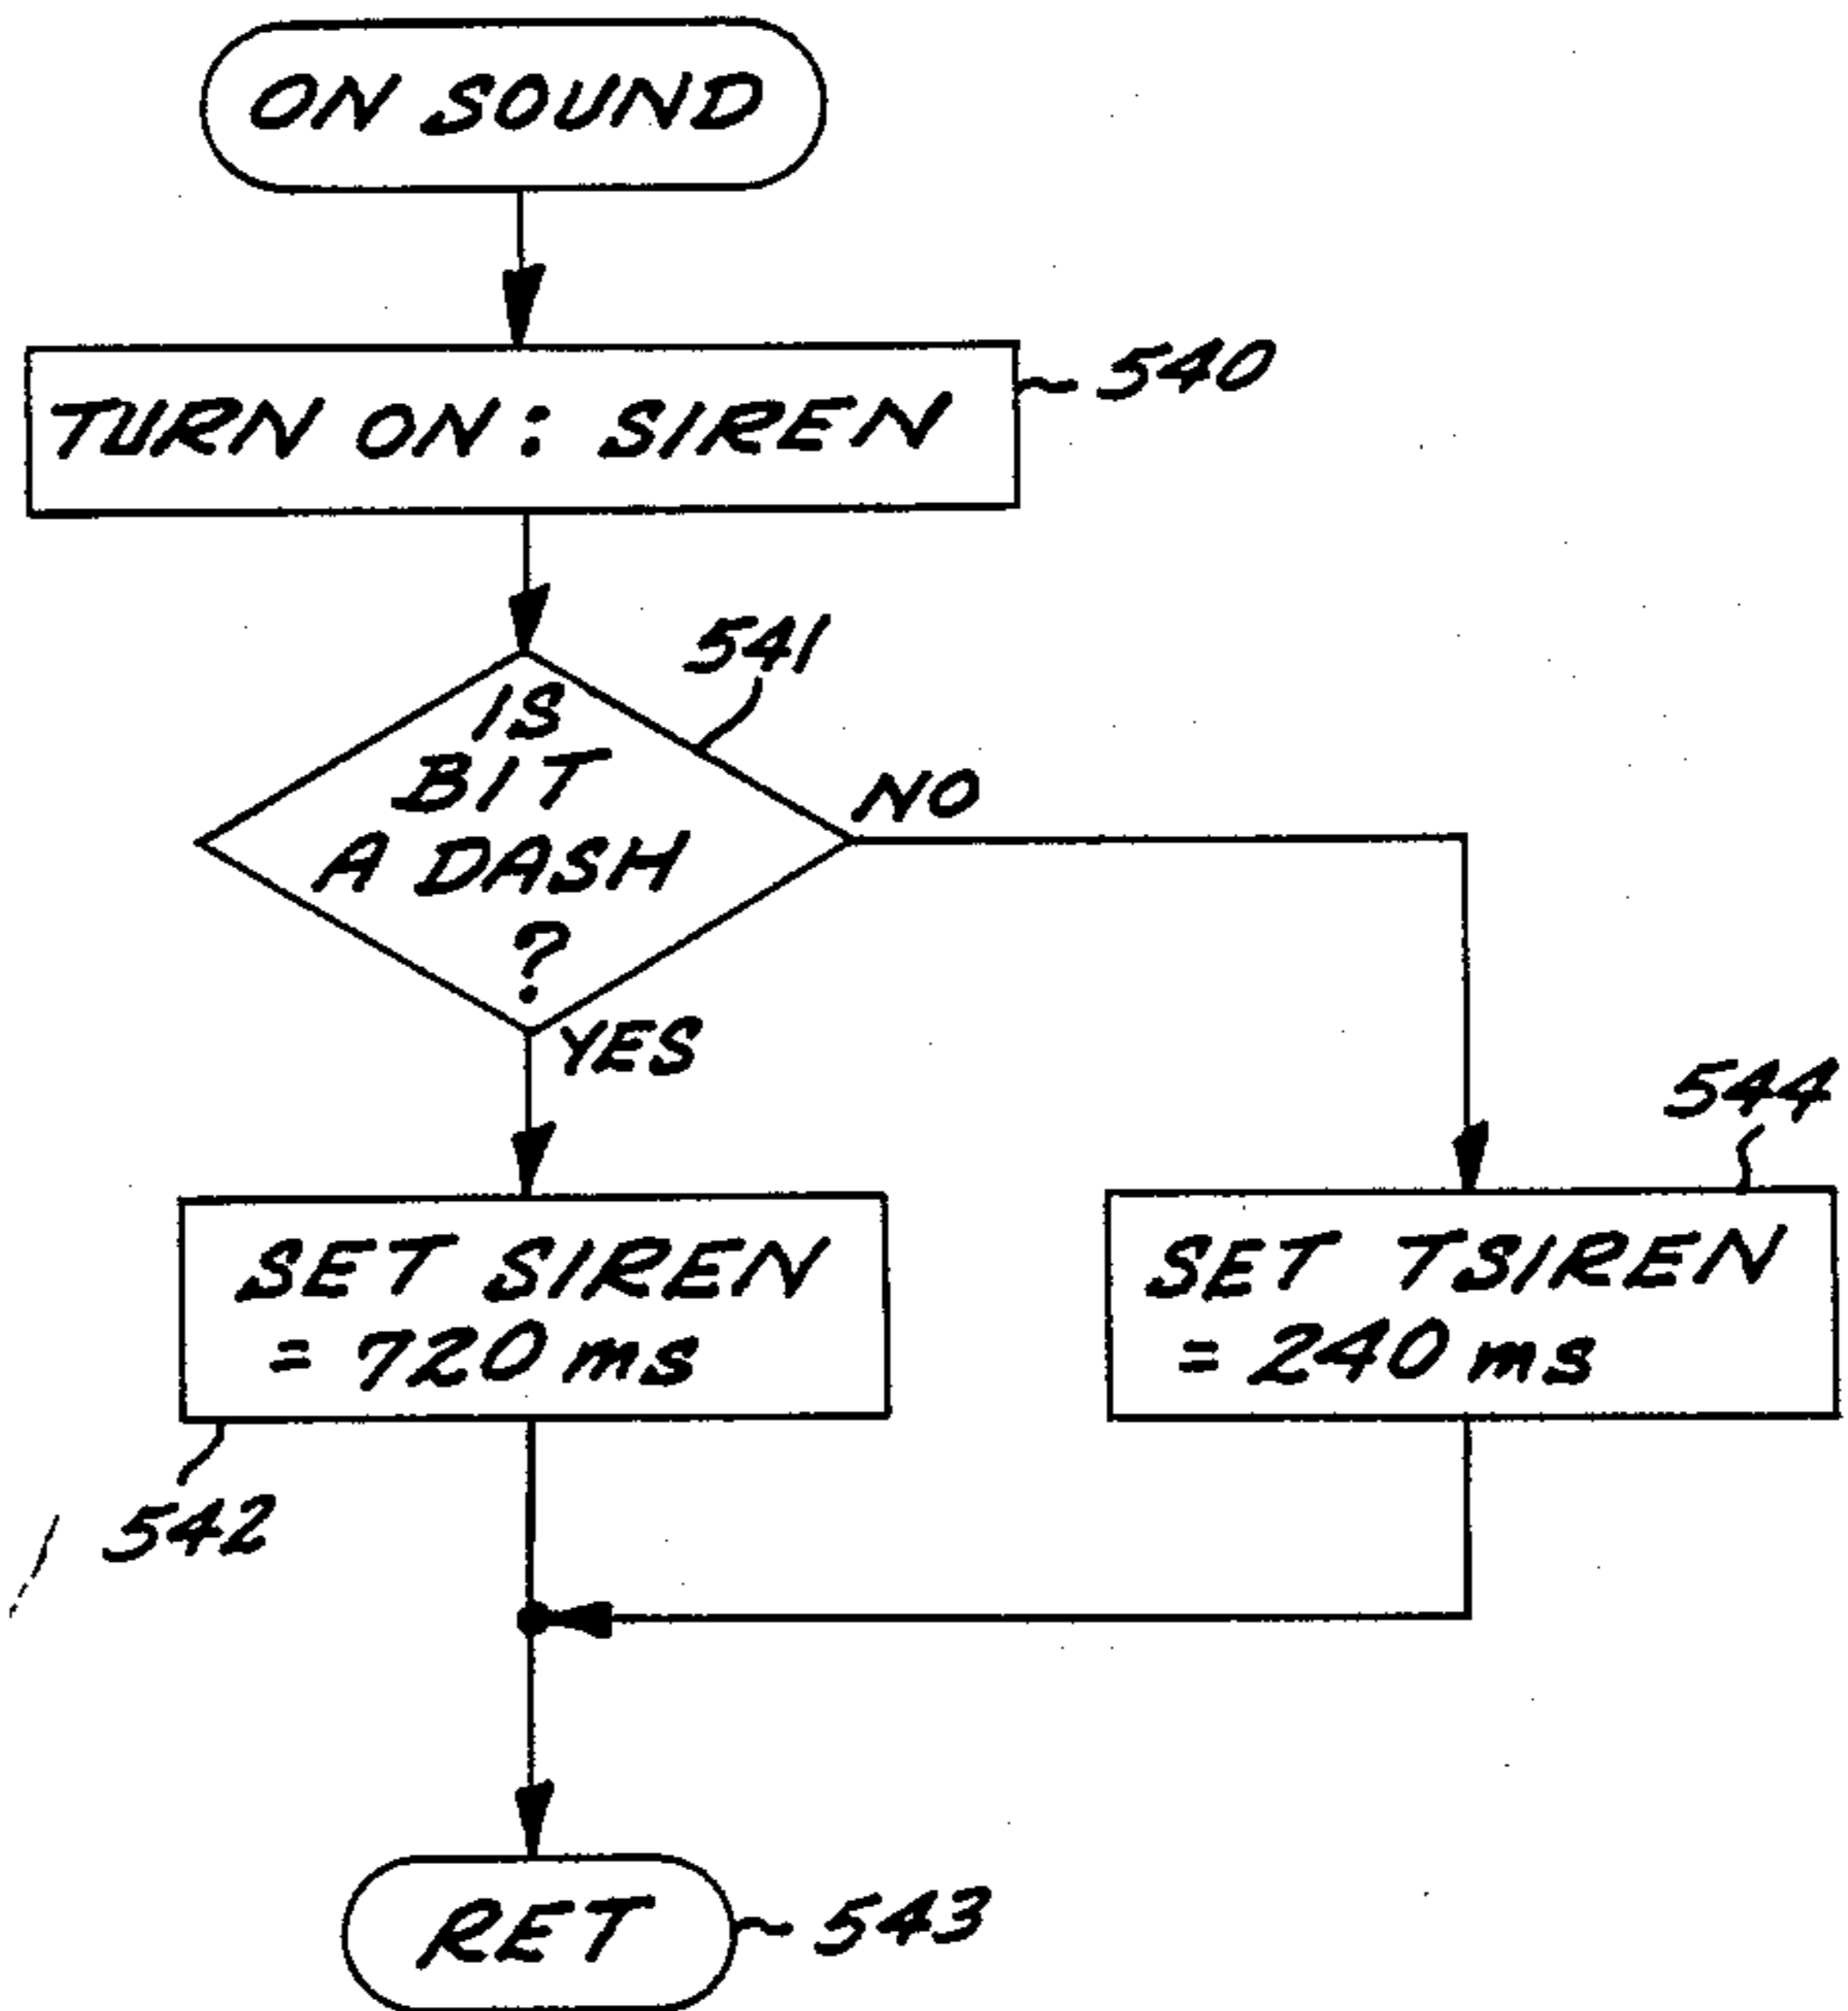 ON SOUND
TURN ON: SIREN
540
541
IS
BIT
A DASH
?
NO
YES
544
SET SIREN
= 720 ms
SET TSIREN
= 240 ms
542
RET
543